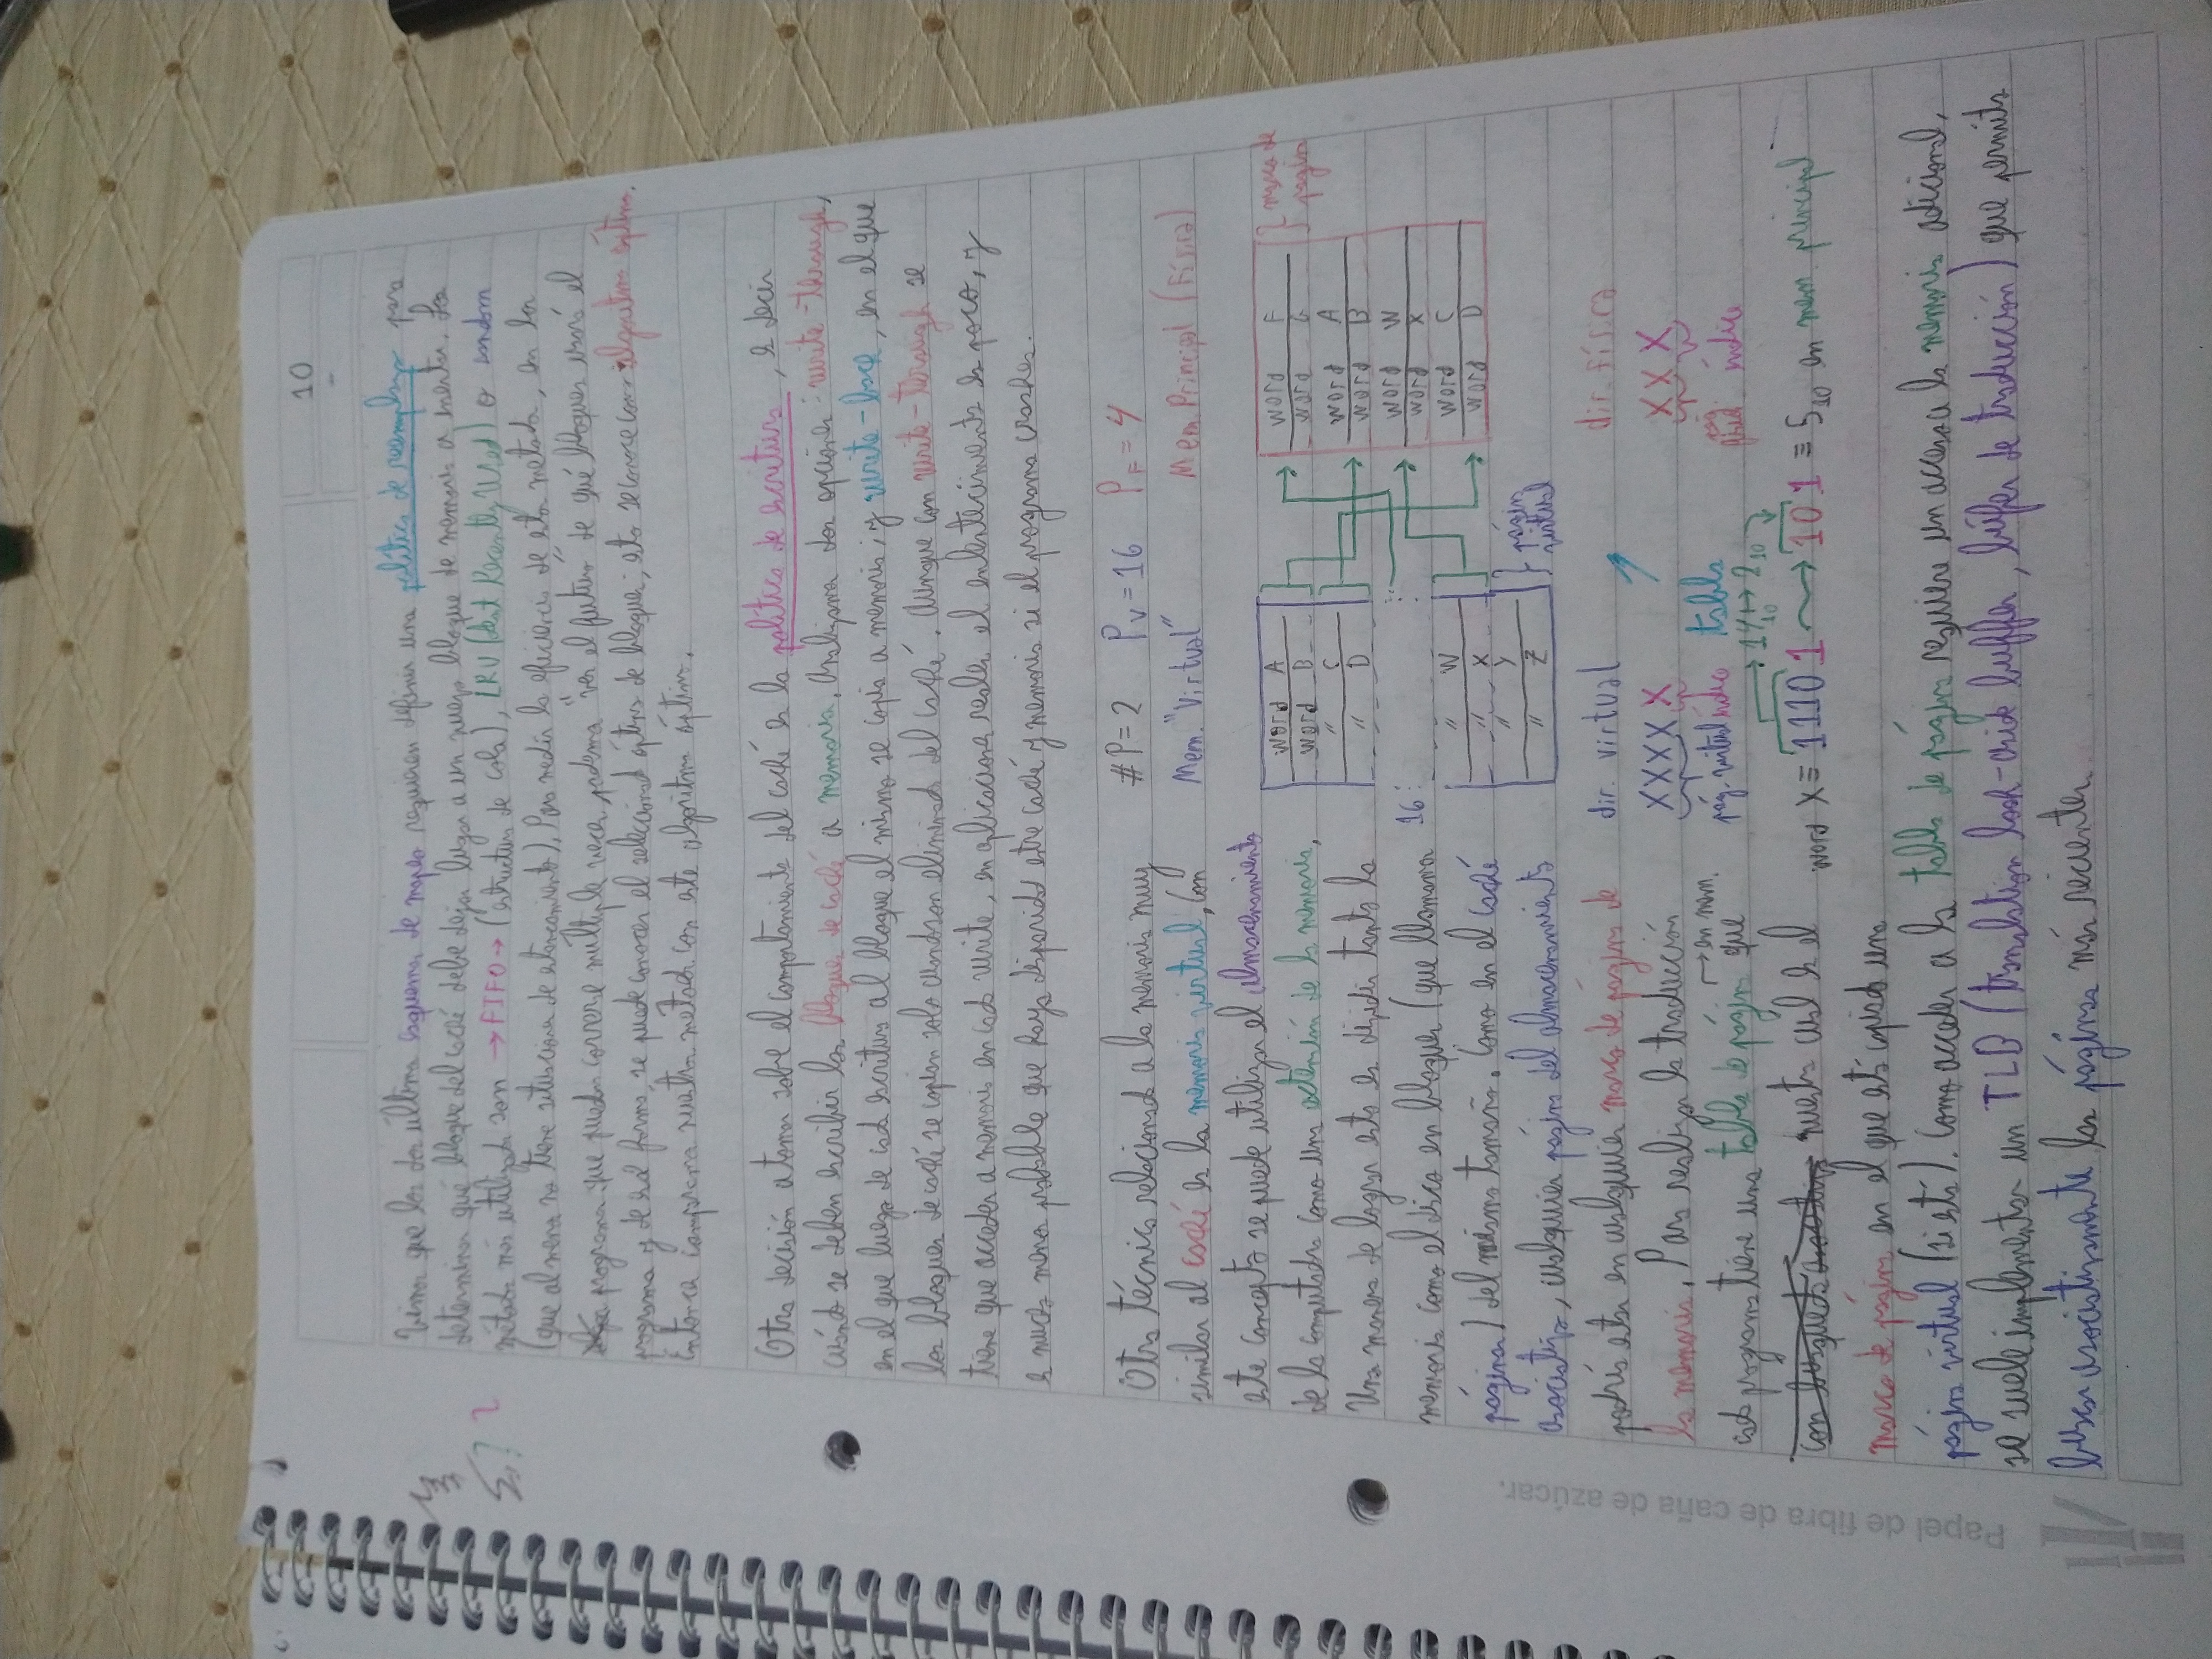 10
Vimos que los dos últimos esquemas de mapeo requieren definir una política de reemplazo para
determinar qué bloque del caché debe dejar lugar a un nuevo bloque de memoria a insertar. Los
métodos más utilizados son → FIFO → (estructura de cola), LRU (Least Recently Used) o random
(que al menos no tiene situaciones de estancamiento). Para medir la eficiencia de estos métodos, en los
programas que puedan correrse múltiples veces, podemos "ver el futuro" de qué bloques usará el
programa y de esa forma, se puede conocer el seleccionado óptimo de bloques; esto se conoce como algoritmo óptimo.
Entonces comparamos nuestros métodos con este algoritmo óptimo.
Otra decisión a tomar sobre el comportamiento del caché es la política de escritura, es decir
cuándo se deben escribir los bloques de caché a memoria. Analizamos dos opciones: write-through,
en el que luego de cada escritura al bloque el mismo se copia a memoria; y write-back, en el que
los bloques de caché se copian solo cuando son eliminados del caché. Aunque con write-through se
tiene que acceder a memoria en cada write, en aplicaciones reales el enlentecimiento es poco, y
es mucho menos probable que haya disparidad etre caché y memoria si el programa crashea.
Otra técnica relacionada a la memoria muy
similar al caché es la memoria virtual, Con
este concepto se puede utilizar el almacenamiento
de la computadora como una extensión de la memoria.
Una manera de lograr esto es dividir tanto la
memoria como el disco en bloques (que llamamos
páginas) del mismo tamaño. Como en el caché
asociativo, cualquier página del almacenamiento
podría estar en cualquier marco de página de
la memoria. Para realizar la traducción
cada programa tiene una tabla de páginas → en mem. que
con búsqueda asociativa muestra cuál es el
marco de página en el que está copiado una
página virtual (si está). Como acceder a la tabla de página requiere un acceso a la memoria adicional,
se suele implementar un TLB (translation look-aside buffer, búfer de traducción) que permita
buscar asociativamente las páginas más recientes.
#P=2 PV=16 PF=4
Mem. "Virtual" Mem. Principal (Física)
word A
word B
" C
" D
16
" W
" X
" Y
" Z
página
virtual
word F
word G
word A
word B
word W
word X
word C
word D
marco de
página
dir. virtual dir. física
XXXX X XX X
pág. virtual índice tabla pág. física índice
14₁₀ ↦ 2₁₀
word X ≡ 1110 1 → 10 1 ≡ 5₁₀ en mem. principal
Papel de fibra de caña de azúcar.